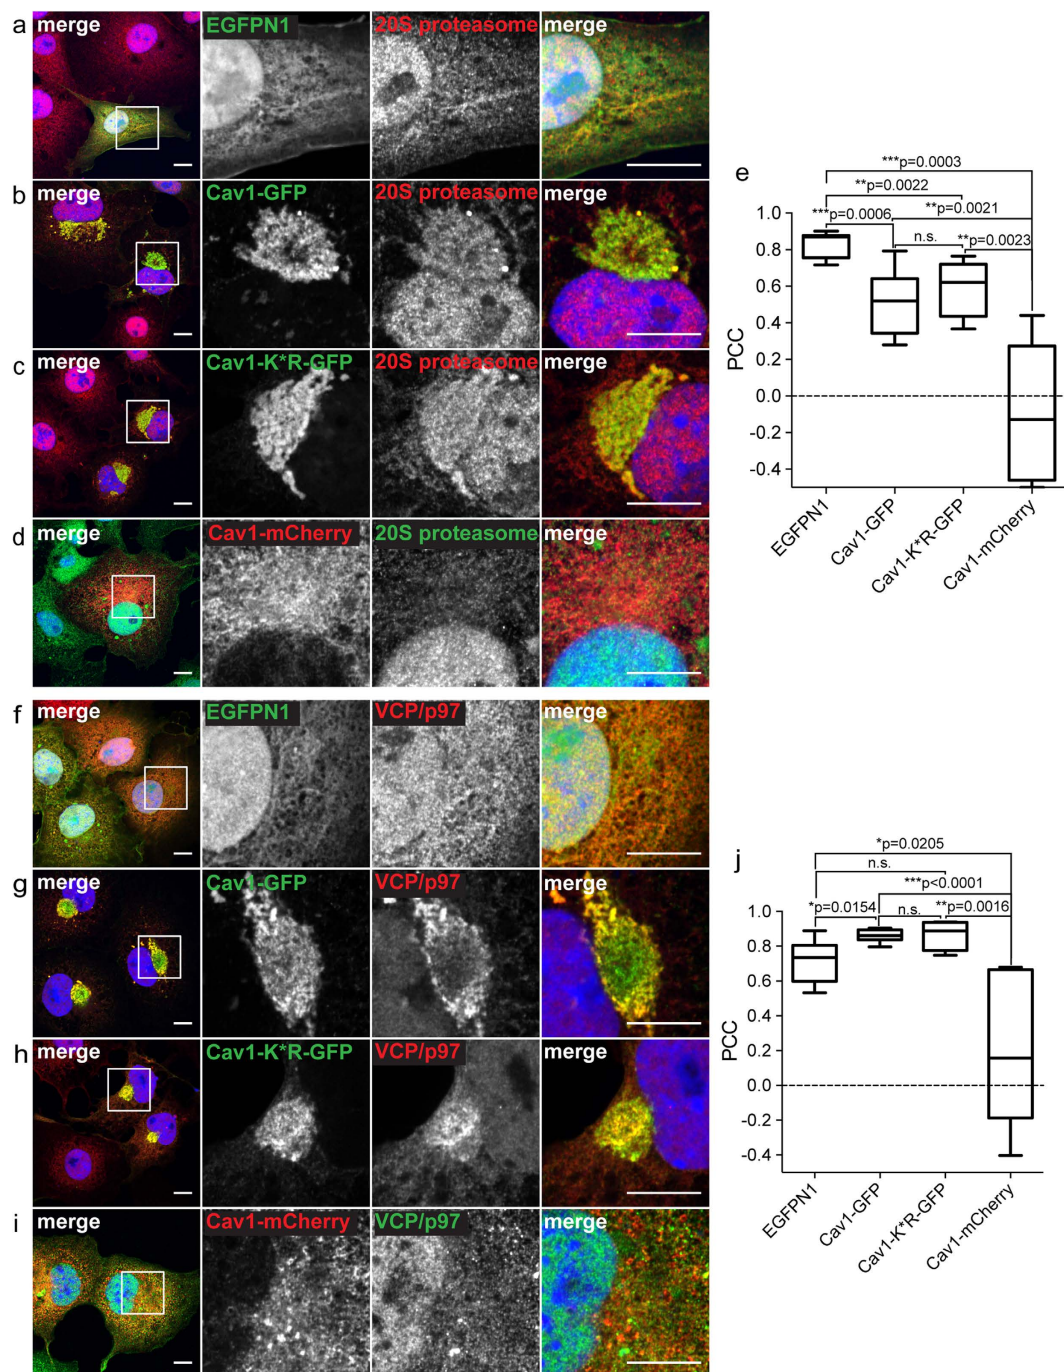 a merge EGFPN1 20S proteasome merge
b merge Cav1-GFP 20S proteasome merge
c merge Cav1-K*R-GFP 20S proteasome merge
d merge Cav1-mCherry 20S proteasome merge
e
***p=0.0003
**p=0.0022
***p=0.0006 **p=0.0021
n.s. **p=0.0023
1.0
0.8
0.6
0.4
0.2
0.0
-0.2
-0.4
PCC
EGFPN1
Cav1-GFP
Cav1-K*R-GFP
Cav1-mCherry
f merge EGFPN1 VCP/p97 merge
g merge Cav1-GFP VCP/p97 merge
h merge Cav1-K*R-GFP VCP/p97 merge
i merge Cav1-mCherry VCP/p97 merge
j
*p=0.0205
n.s.
***p<0.0001
*p=0.0154 n.s. **p=0.0016
1.0
0.8
0.6
0.4
0.2
0.0
-0.2
-0.4
PCC
EGFPN1
Cav1-GFP
Cav1-K*R-GFP
Cav1-mCherry